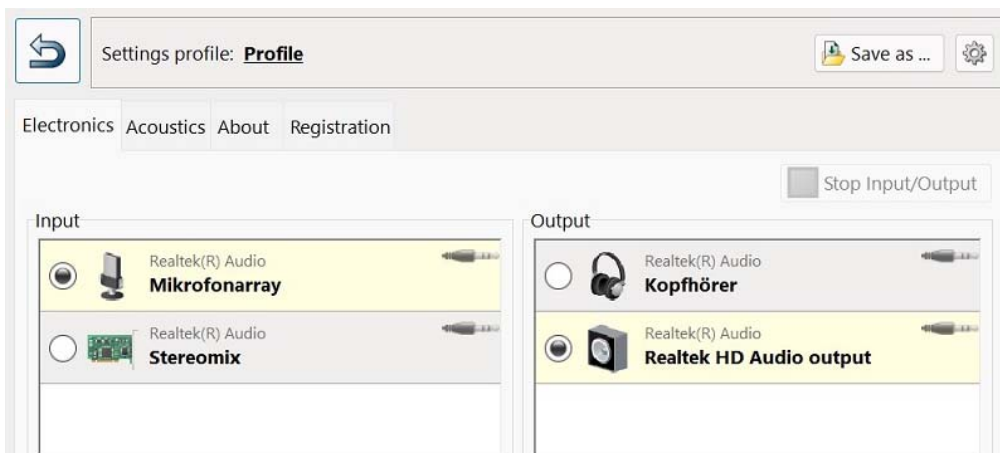 Settings profile: Profile
Save as ...
Electronics Acoustics About Registration
Stop Input/Output
Input
Realtek(R) Audio
Mikrofonarray
Realtek(R) Audio
Stereomix
Output
Realtek(R) Audio
Kopfhörer
Realtek(R) Audio
Realtek HD Audio output